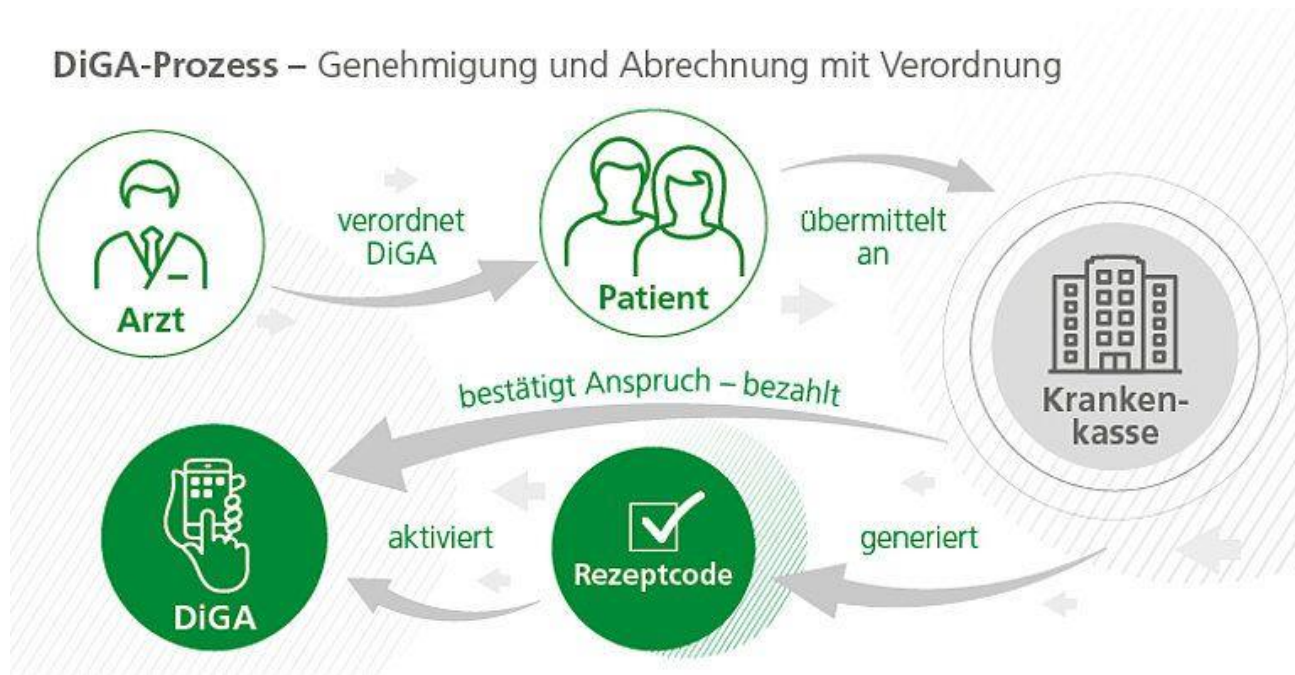 DiGA-Prozess – Genehmigung und Abrechnung mit Verordnung
Arzt
verordnet
DiGA
Patient
übermittelt
an
Kranken-
kasse
bestätigt Anspruch – bezahlt
DiGA
aktiviert
Rezeptcode
generiert